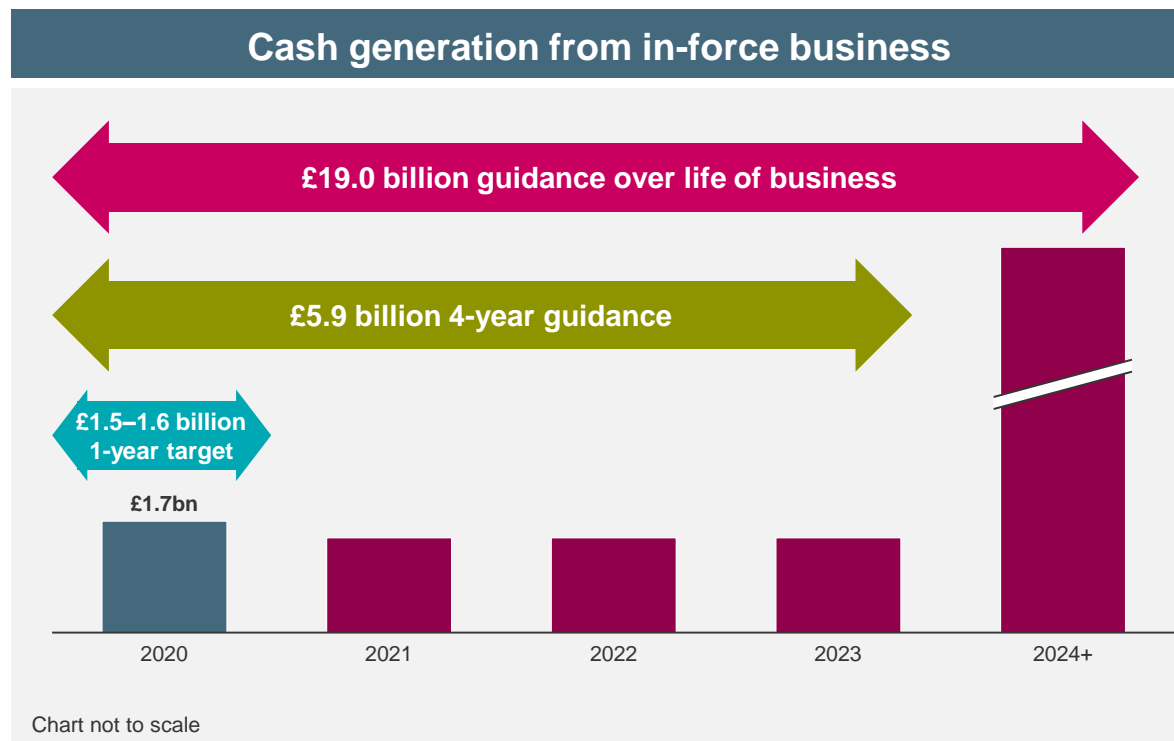 Cash generation from in-force business
£19.0 billion guidance over life of business
£5.9 billion 4-year guidance
£1.5–1.6 billion
1-year target
£1.7bn
2020
2021
2022
2023
2024+
Chart not to scale